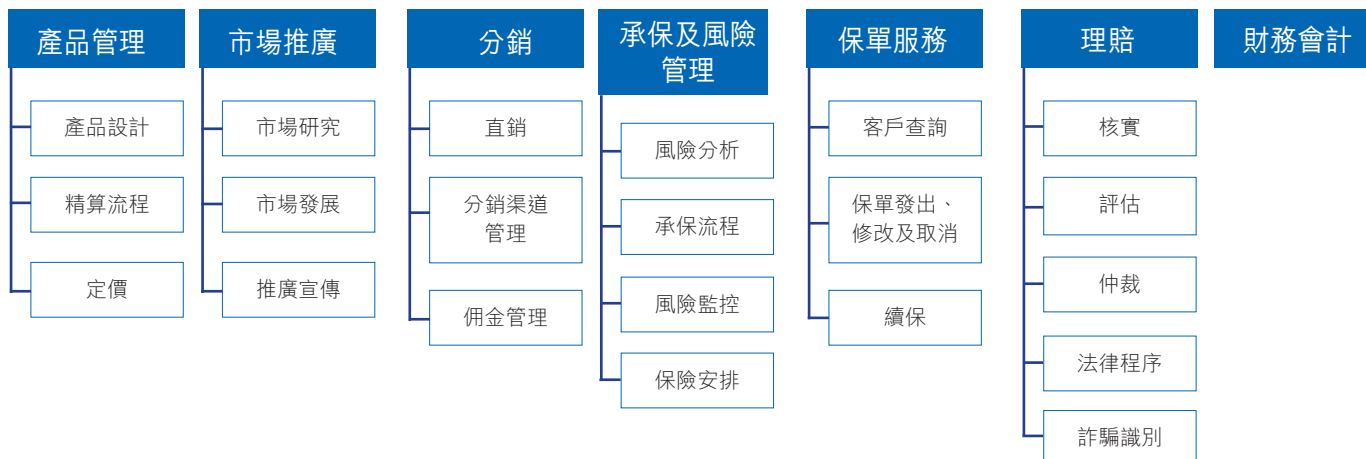 產品管理
產品設計
精算流程
定價
市場推廣
市場研究
市場發展
推廣宣傳
分銷
直銷
分銷渠道
管理
佣金管理
承保及風險
管理
風險分析
承保流程
風險監控
保險安排
保單服務
客戶查詢
保單發出、
修改及取消
續保
理賠
核實
評估
仲裁
法律程序
詐騙識別
財務會計